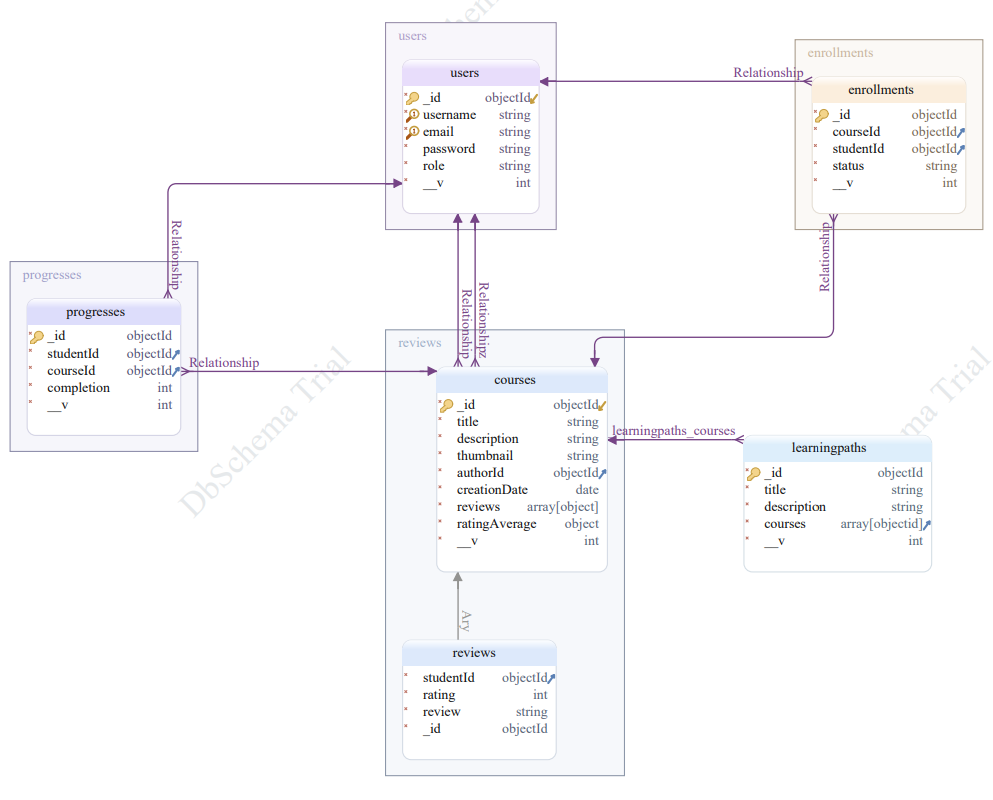 users
users
_id objectId
username string
email string
password string
role string
__v int
Relationship
enrollments
enrollments
_id objectId
courseId objectId
studentId objectId
status string
__v int
Relationship
progresses
progresses
_id objectId
studentId objectId
courseId objectId
completion int
__v int
Relationship
Relationship
Relationship
Relationshipz
reviews
courses
_id objectId
title string
description string
thumbnail string
authorId objectId
creationDate date
reviews array[object]
ratingAverage object
__v int
learningpaths_courses
learningpaths
_id objectId
title string
description string
courses array[objectid]
__v int
Ary
reviews
studentId objectId
rating int
review string
_id objectId
DbSchema Trial
ma Trial